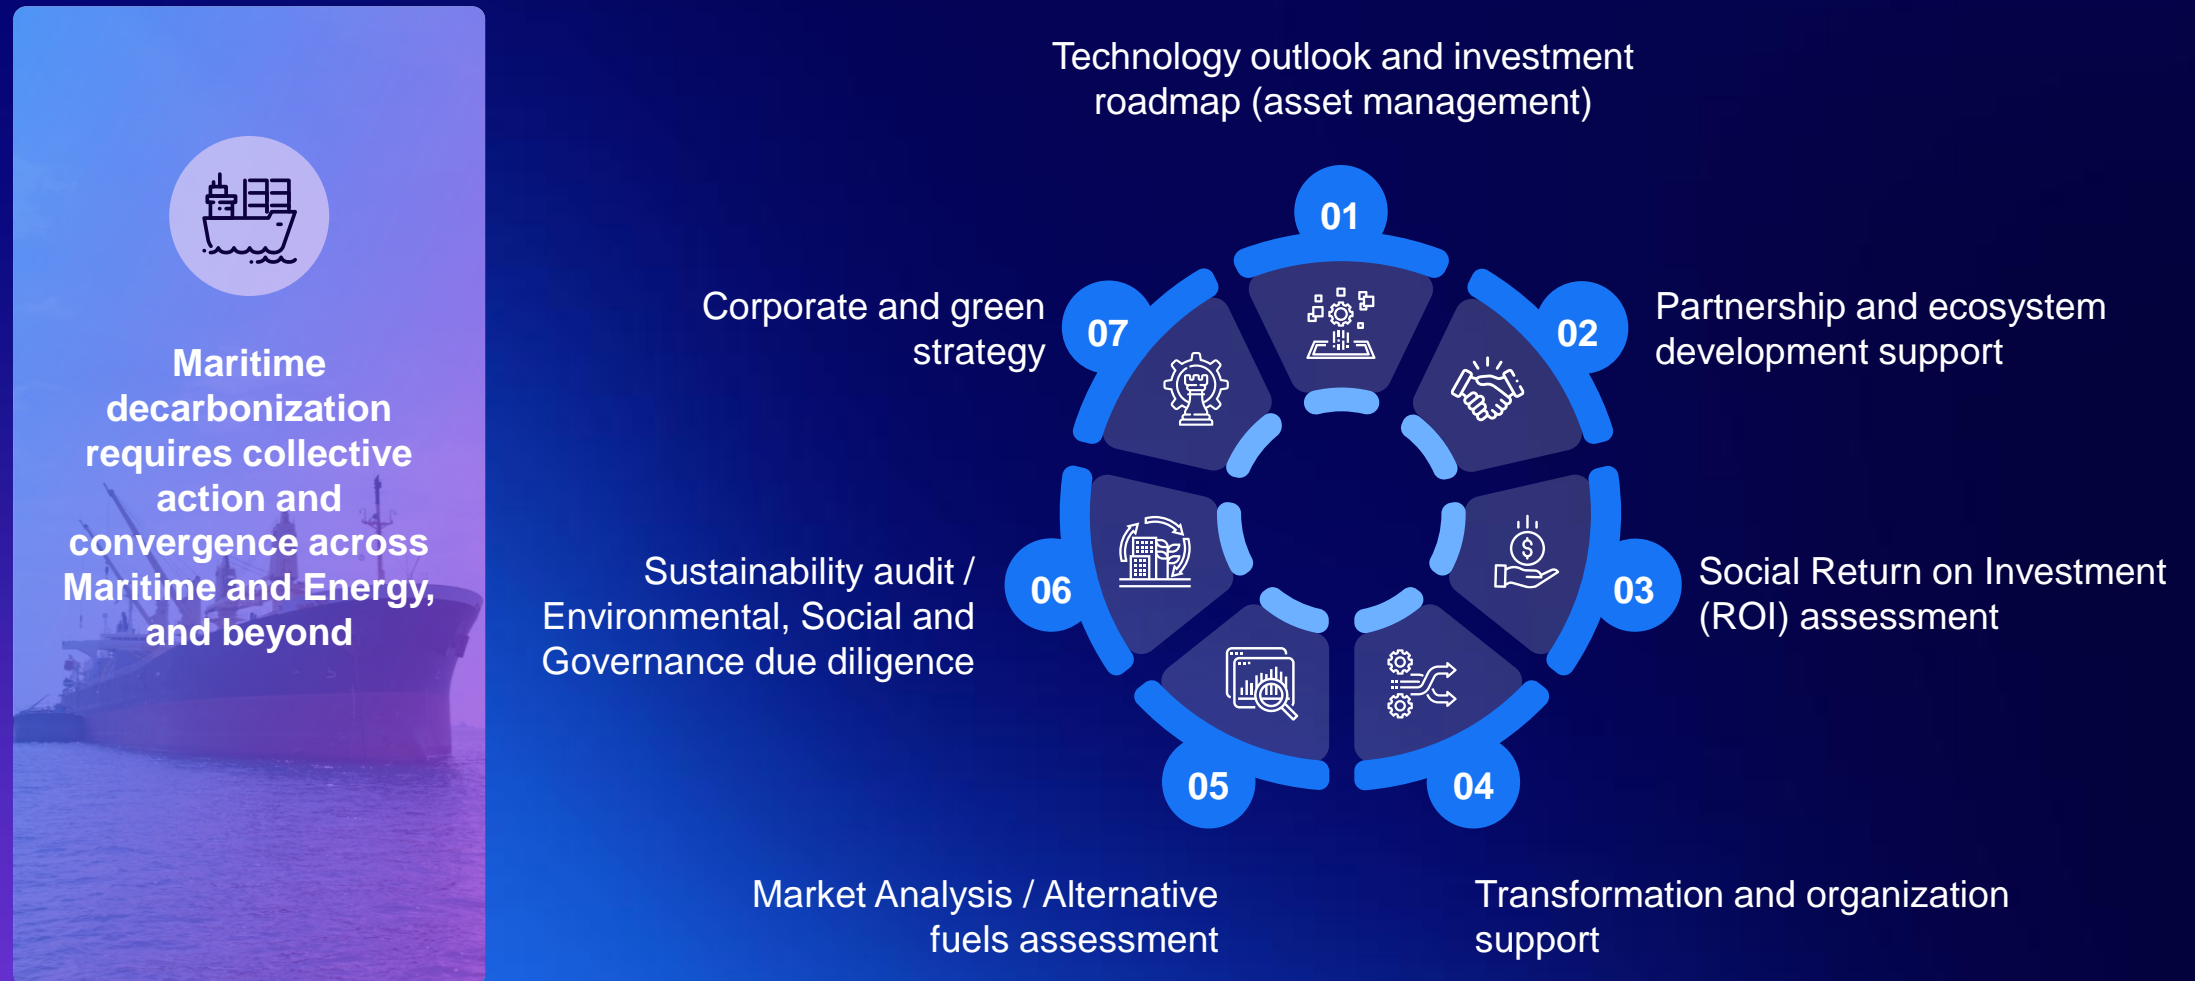 Maritime
decarbonization
requires collective
action and
convergence across
Maritime and Energy,
and beyond
Technology outlook and investment
roadmap (asset management)
01
02
Partnership and ecosystem
development support
03
Social Return on Investment
(ROI) assessment
04
Transformation and organization
support
05
Market Analysis / Alternative
fuels assessment
06
Sustainability audit /
Environmental, Social and
Governance due diligence
07
Corporate and green
strategy